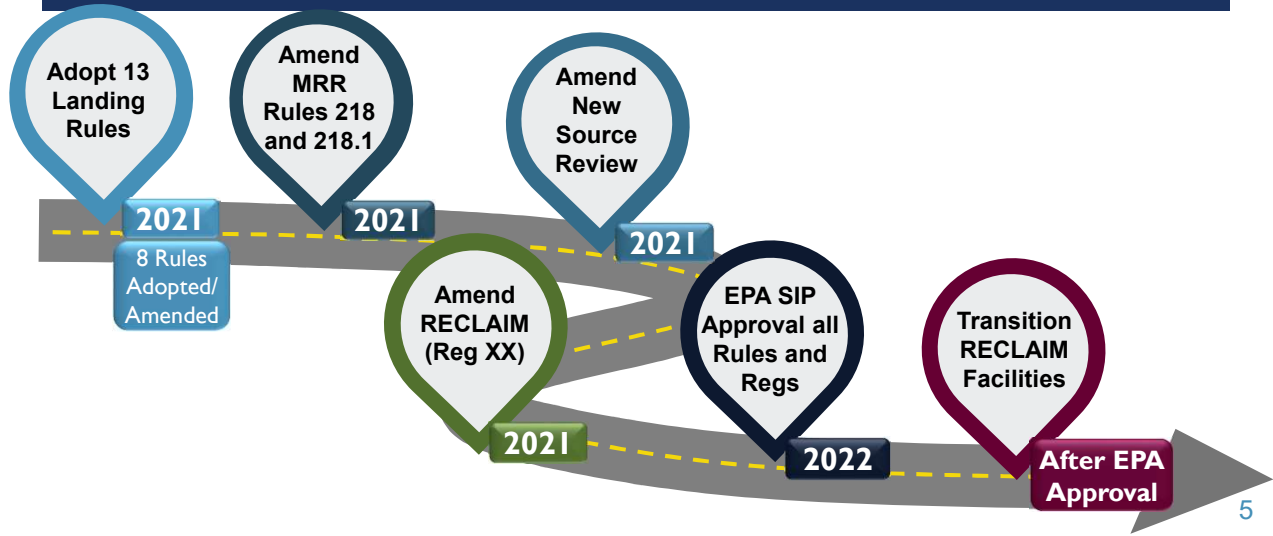 Adopt 13
Landing
Rules
2021
8 Rules
Adopted/
Amended
Amend
MRR
Rules 218
and 218.1
2021
Amend
New
Source
Review
2021
Amend
RECLAIM
(Reg XX)
2021
EPA SIP
Approval all
Rules and
Regs
2022
Transition
RECLAIM
Facilities
After EPA
Approval
5